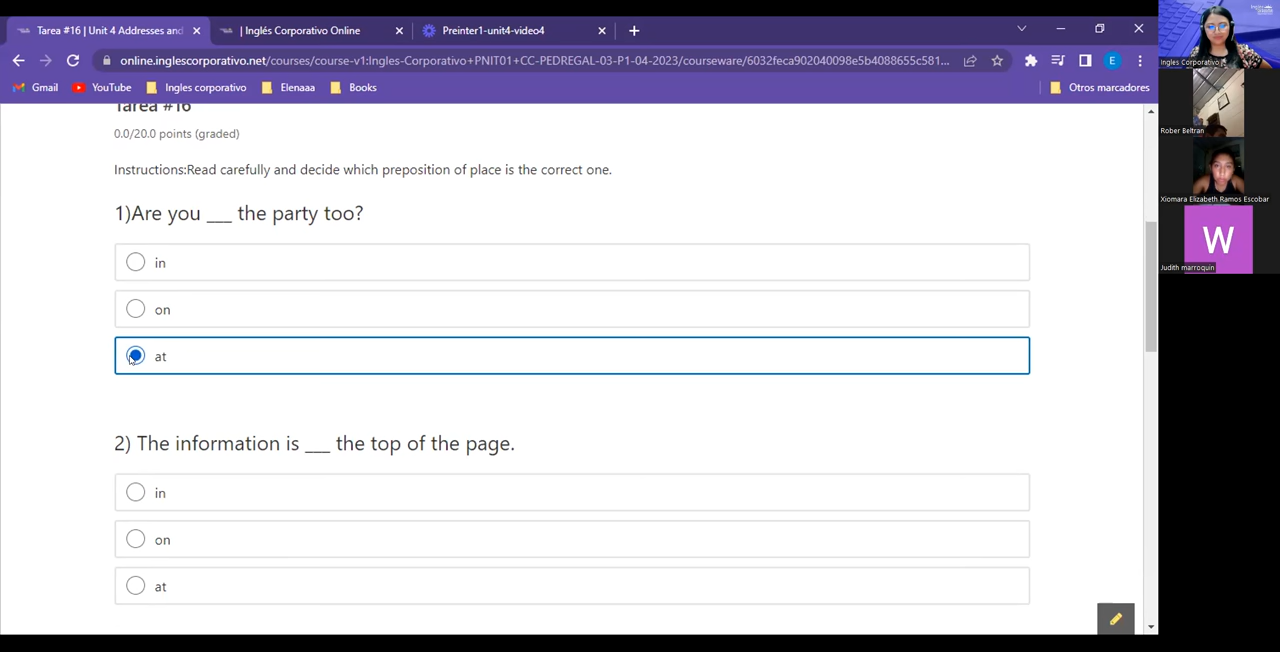 Tarea #16 | Unit 4 Addresses and
| Inglés Corporativo Online
Preinter1-unit4-video4
online.inglescorporativo.net/courses/course-v1:Ingles-Corporativo+PNIT01+CC-PEDREGAL-03-P1-04-2023/courseware/6032feca902040098e5b4088655c581...
E
Gmail
YouTube
Ingles corporativo
Elenaaa
Books
Otros marcadores
Tarea #16
0.0/20.0 points (graded)
Instructions:Read carefully and decide which preposition of place is the correct one.
1)Are you ___ the party too?
in
on
at
2) The information is ___ the top of the page.
in
on
at
Ingles Corporativo
Rober Beltran
Xiomara Elizabeth Ramos Escobar
W
Judith marroquin